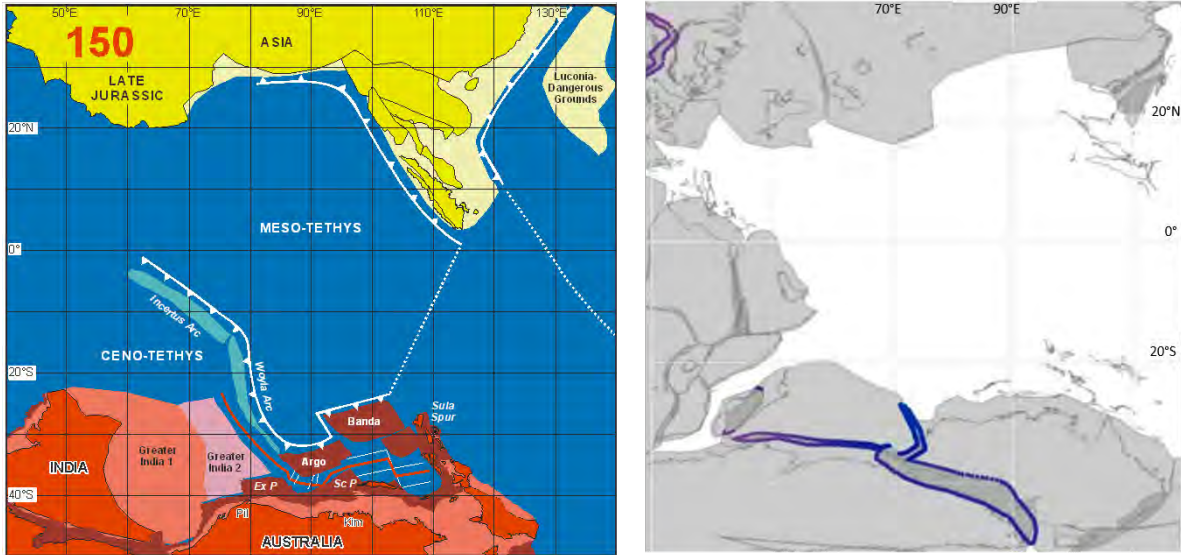 50°E 70°E 90°E 110°E 130°E
150
LATE
JURASSIC
ASIA
Luconia-
Dangerous
Grounds
20°N
MESO-TETHYS
0°
Incertus Arc
CENO-TETHYS
Woyla Arc
20°S
Banda
Sula
Spur
Greater
India 1
Greater
India 2
INDIA
Argo
Ex P
Sc P
40°S
Pil
Kim
AUSTRALIA
70°E 90°E
20°N
0°
20°S